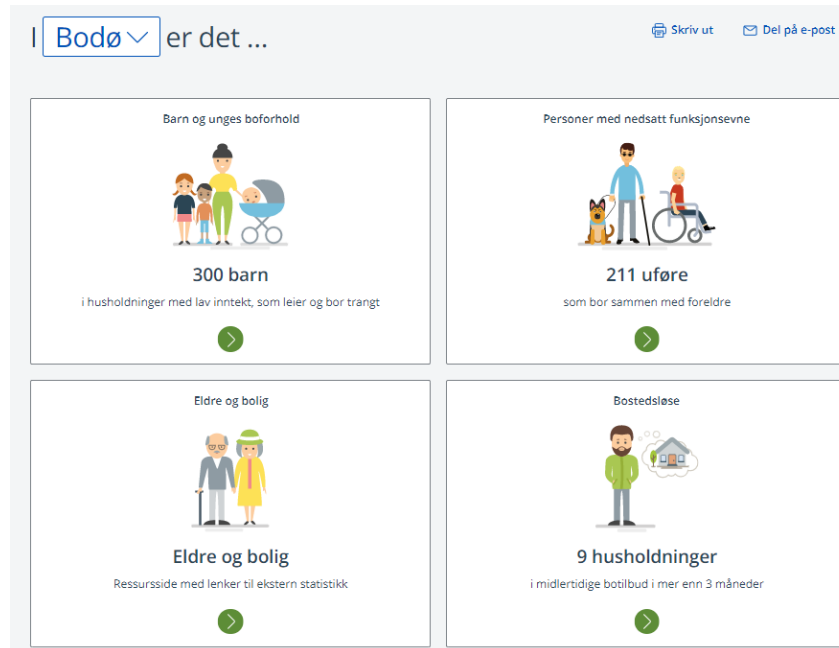 I Bodø er det ...
Skriv ut
Del på e-post
Barn og unges boforhold
300 barn
i husholdninger med lav inntekt, som leier og bor trangt
Personer med nedsatt funksjonsevne
211 uføre
som bor sammen med foreldre
Eldre og bolig
Eldre og bolig
Ressursside med lenker til ekstern statistikk
Bostedsløse
9 husholdninger
i midlertidige botilbud i mer enn 3 måneder